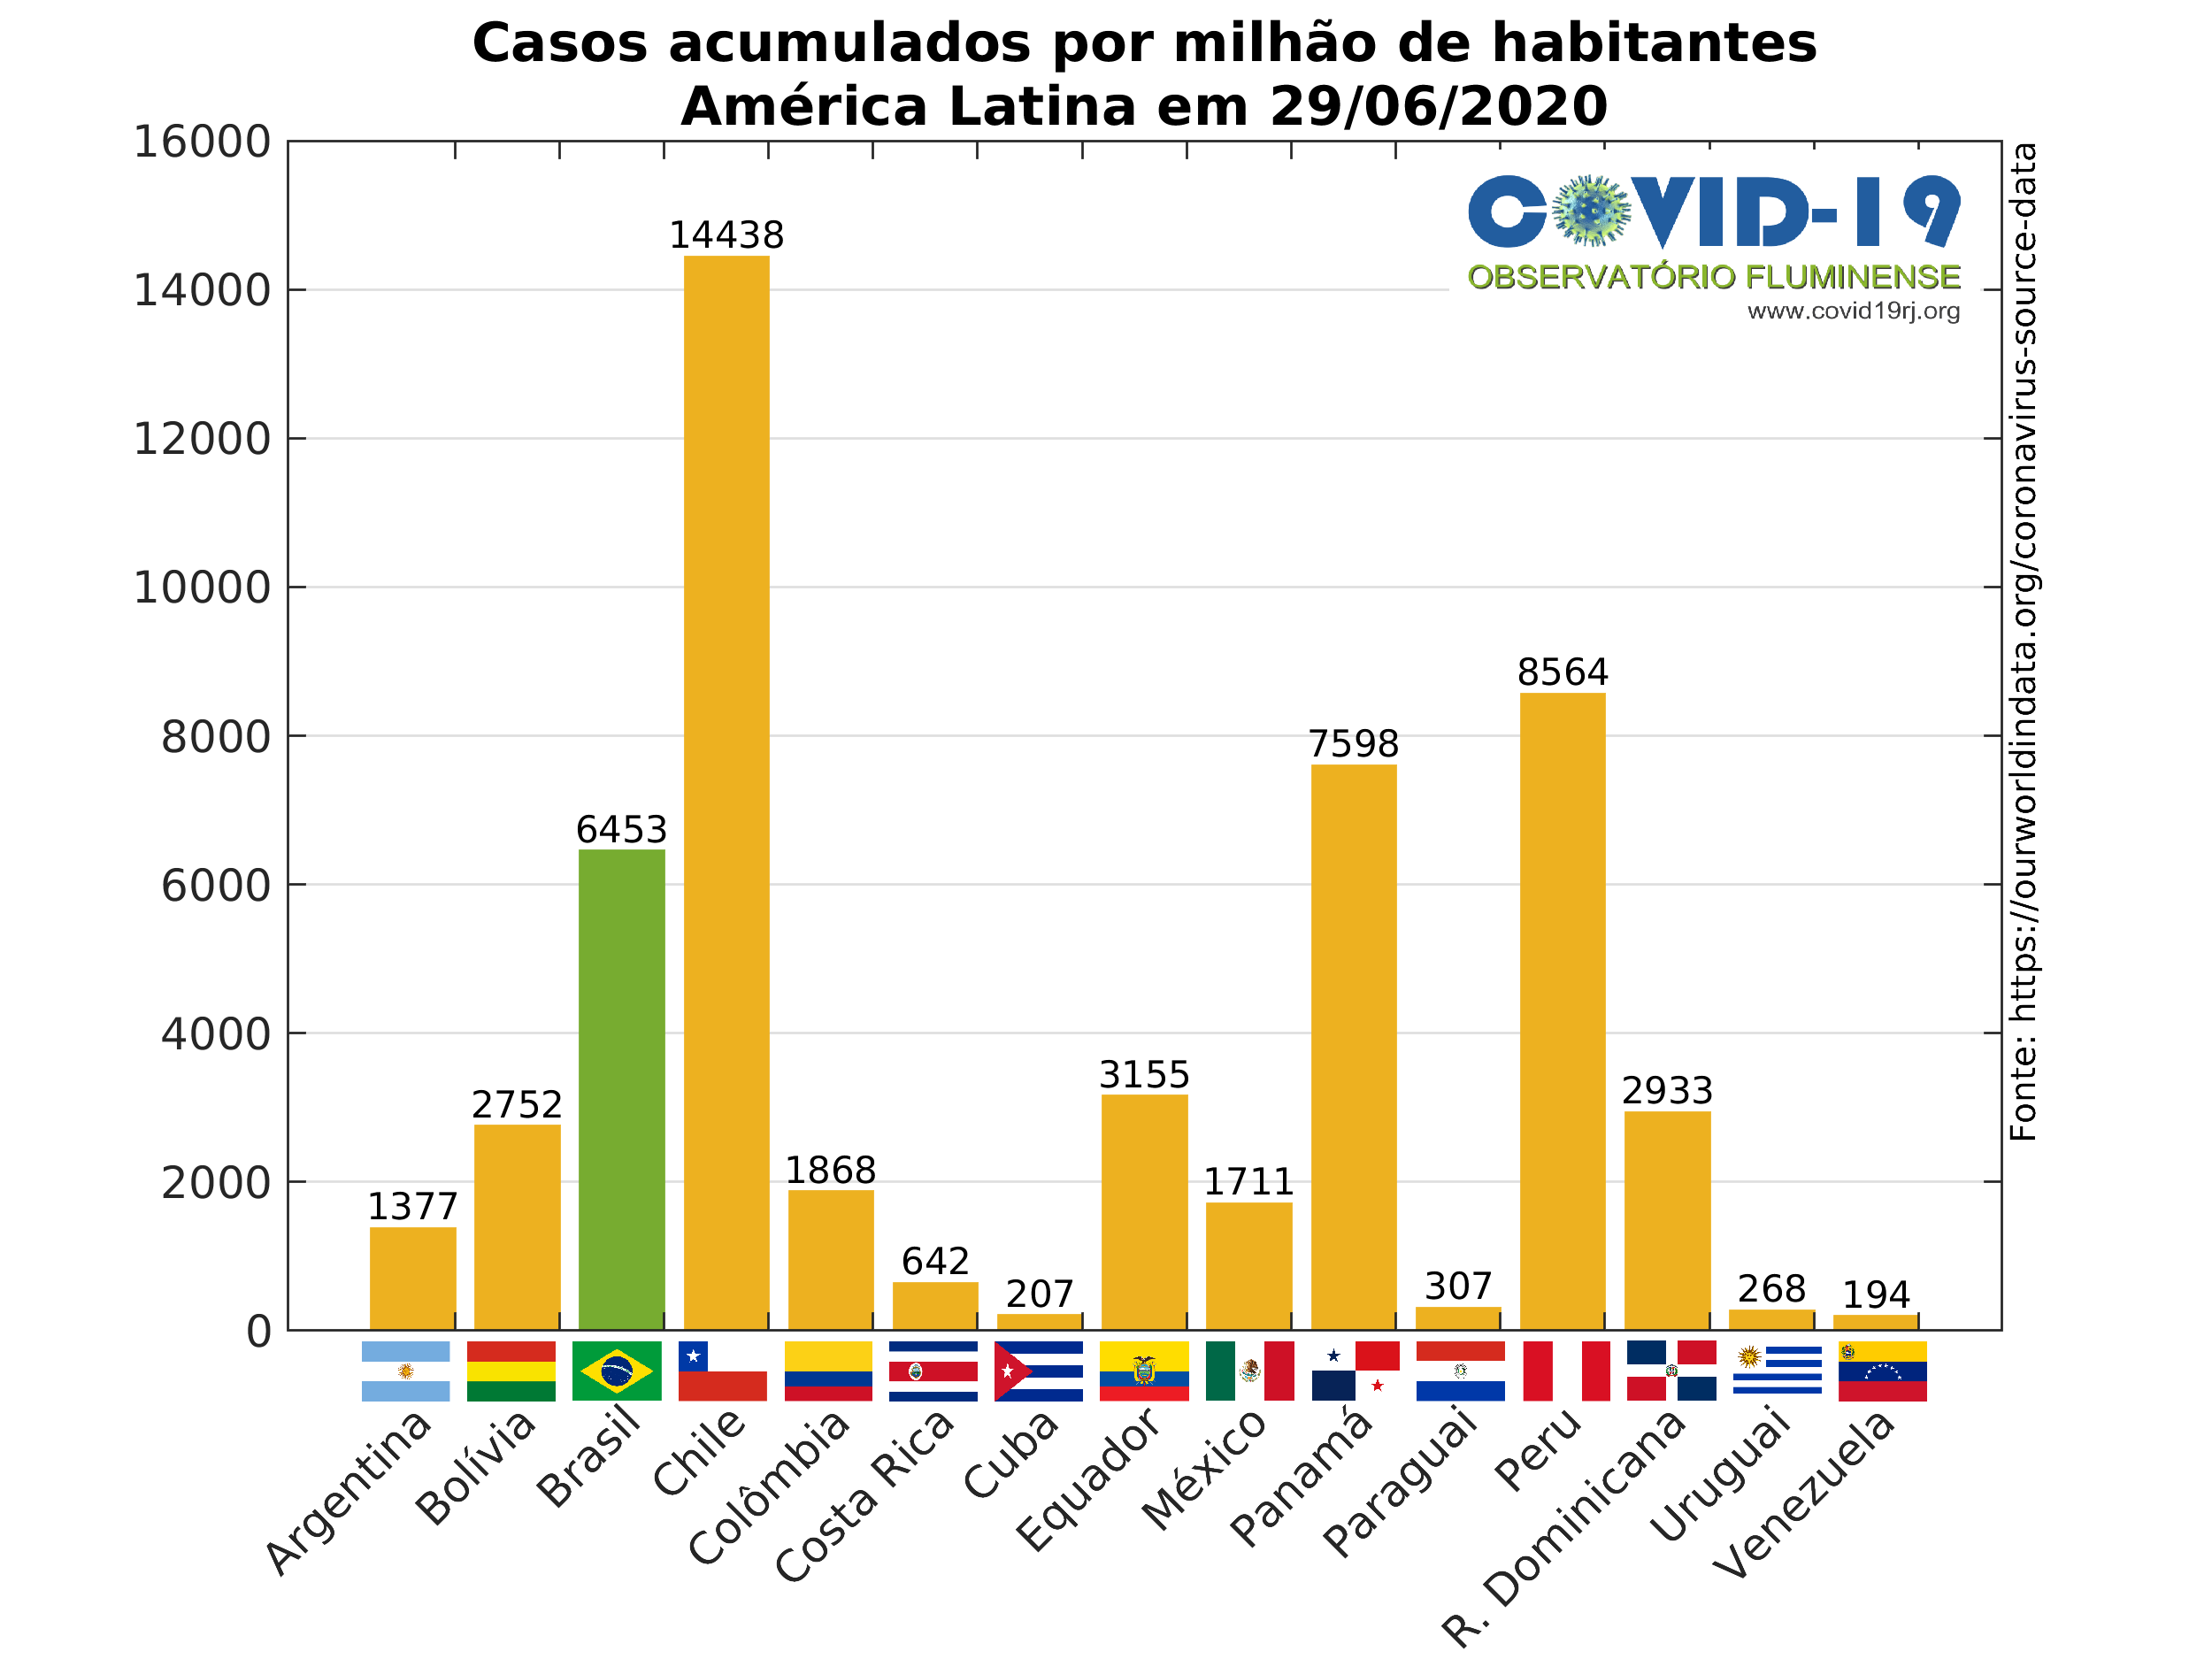 Casos acumulados por milhão de habitantes
América Latina em 29/06/2020
16000
14000
12000
10000
8000
6000
4000
2000
0
COVID-19
OBSERVATÓRIO FLUMINENSE
www.covid19rj.org
Fonte: https://ourworldindata.org/coronavirus-source-data
1377
2752
6453
14438
1868
642
207
3155
1711
7598
307
8564
2933
268
194
Argentina
Bolívia
Brasil
Chile
Colômbia
Costa Rica
Cuba
Equador
México
Panamá
Paraguai
Peru
R. Dominicana
Uruguai
Venezuela